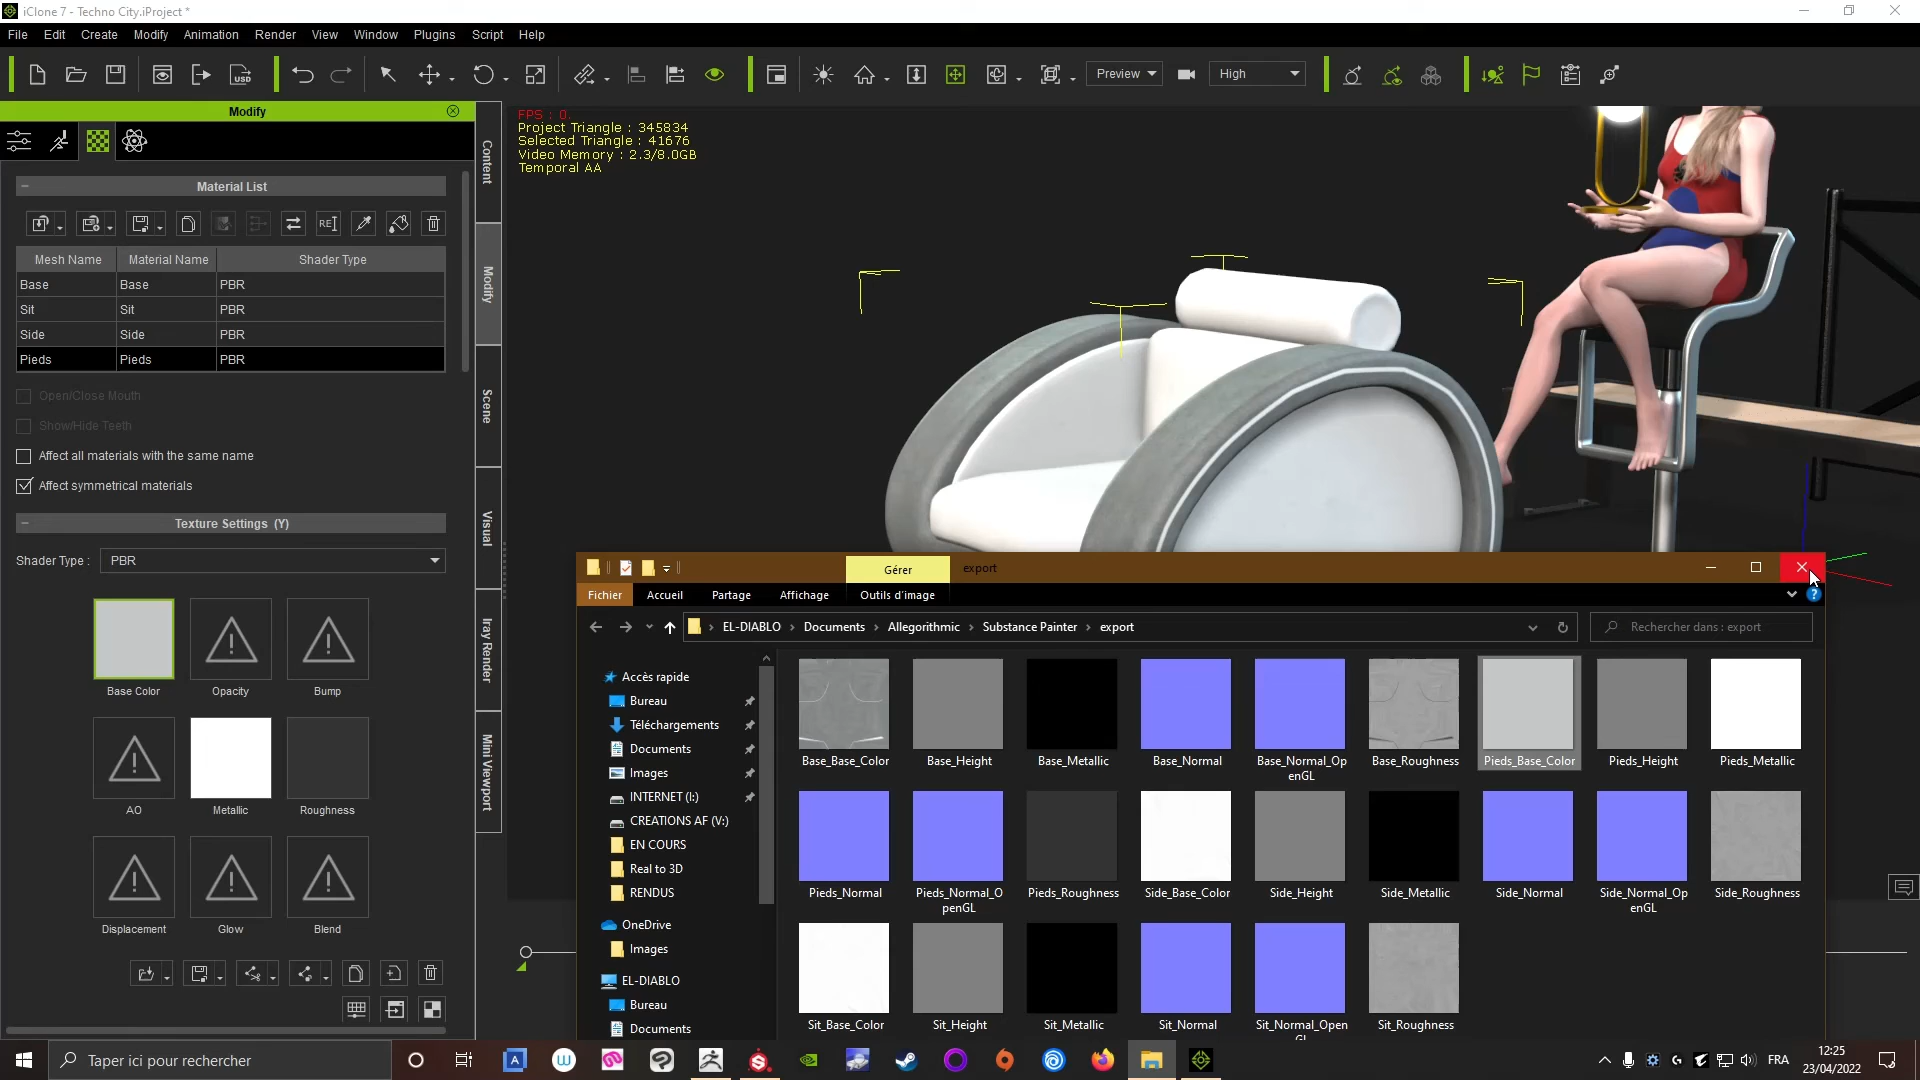 iClone 7 - Techno City.iProject *
File Edit Create Modify Animation Render View Window Plugins Script Help
Preview High
Modify
Material List
Mesh Name Material Name Shader Type
Base Base PBR
Sit Sit PBR
Side Side PBR
Pieds Pieds PBR
Open/Close Mouth
Show/Hide Teeth
Affect all materials with the same name
Affect symmetrical materials
Texture Settings (Y)
Shader Type : PBR
Base Color Opacity Bump
AO Metallic Roughness
Displacement Glow Blend
Content
Modify
Scene
Visual
Iray Render
Mini Viewport
FPS : 0.
Project Triangle : 345834
Selected Triangle : 41676
Video Memory : 2.3/8.0GB
Temporal AA
Gérer export
Fichier Accueil Partage Affichage Outils d'image
EL-DIABLO > Documents > Allegorithmic > Substance Painter > export
Rechercher dans : export
Accès rapide
Bureau
Téléchargements
Documents
Images
INTERNET (I:)
CREATIONS AF (V:)
EN COURS
Real to 3D
RENDUS
OneDrive
Images
EL-DIABLO
Bureau
Documents
Base_Base_Color Base_Height Base_Metallic Base_Normal Base_Normal_Op
enGL Base_Roughness Pieds_Base_Color Pieds_Height Pieds_Metallic
Pieds_Normal Pieds_Normal_O
penGL Pieds_Roughness Side_Base_Color Side_Height Side_Metallic Side_Normal Side_Normal_Op
enGL Side_Roughness
Sit_Base_Color Sit_Height Sit_Metallic Sit_Normal Sit_Normal_Open
GL Sit_Roughness
Taper ici pour rechercher
FRA
12:25
23/04/2022